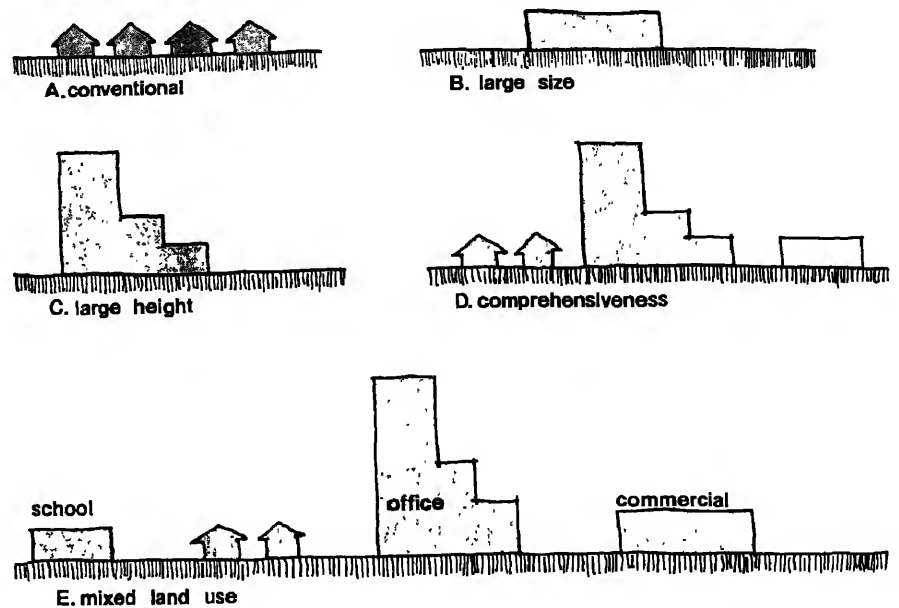 A. conventional
B. large size
C. large height
D. comprehensiveness
school
office
commercial
E. mixed land use